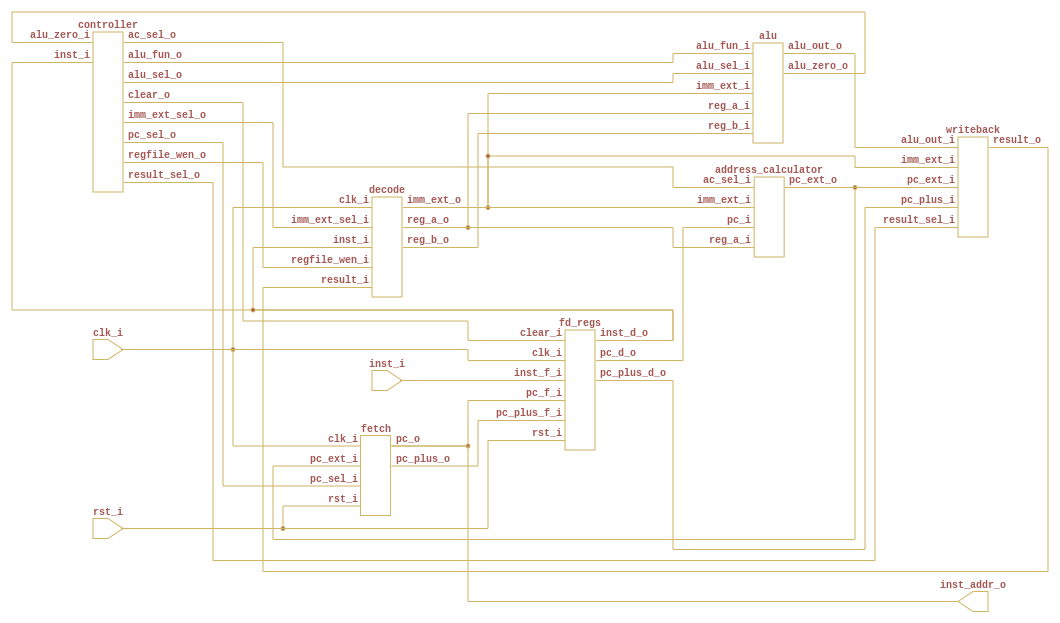 controller
alu_zero_i
inst_i
ac_sel_o
alu_fun_o
alu_sel_o
clear_o
imm_ext_sel_o
pc_sel_o
regfile_wen_o
result_sel_o
alu
alu_fun_i
alu_sel_i
imm_ext_i
reg_a_i
reg_b_i
alu_out_o
alu_zero_o
writeback
alu_out_i
imm_ext_i
pc_ext_i
pc_plus_i
result_sel_i
result_o
address_calculator
ac_sel_i
imm_ext_i
pc_i
reg_a_i
pc_ext_o
decode
clk_i
imm_ext_sel_i
inst_i
regfile_wen_i
result_i
imm_ext_o
reg_a_o
reg_b_o
fd_regs
clear_i
clk_i
inst_f_i
pc_f_i
pc_plus_f_i
rst_i
inst_d_o
pc_d_o
pc_plus_d_o
clk_i
inst_i
fetch
clk_i
pc_ext_i
pc_sel_i
rst_i
pc_o
pc_plus_o
rst_i
inst_addr_o